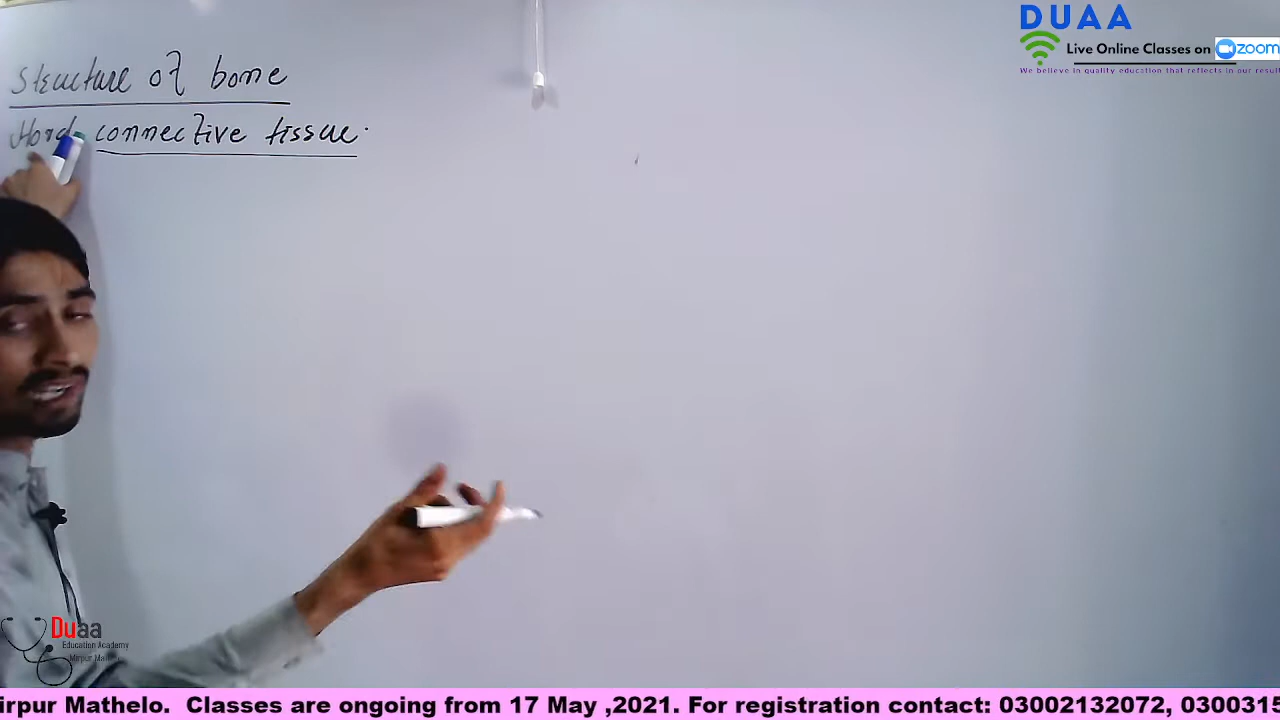 Structure of bone
Hard connective tissue.
DUAA
Live Online Classes on zoom
We believe in quality education that reflects in our result
Duaa
Education Academy
Mirpur
irpur Mathelo. Classes are ongoing from 17 May ,2021. For registration contact: 03002132072, 0300315